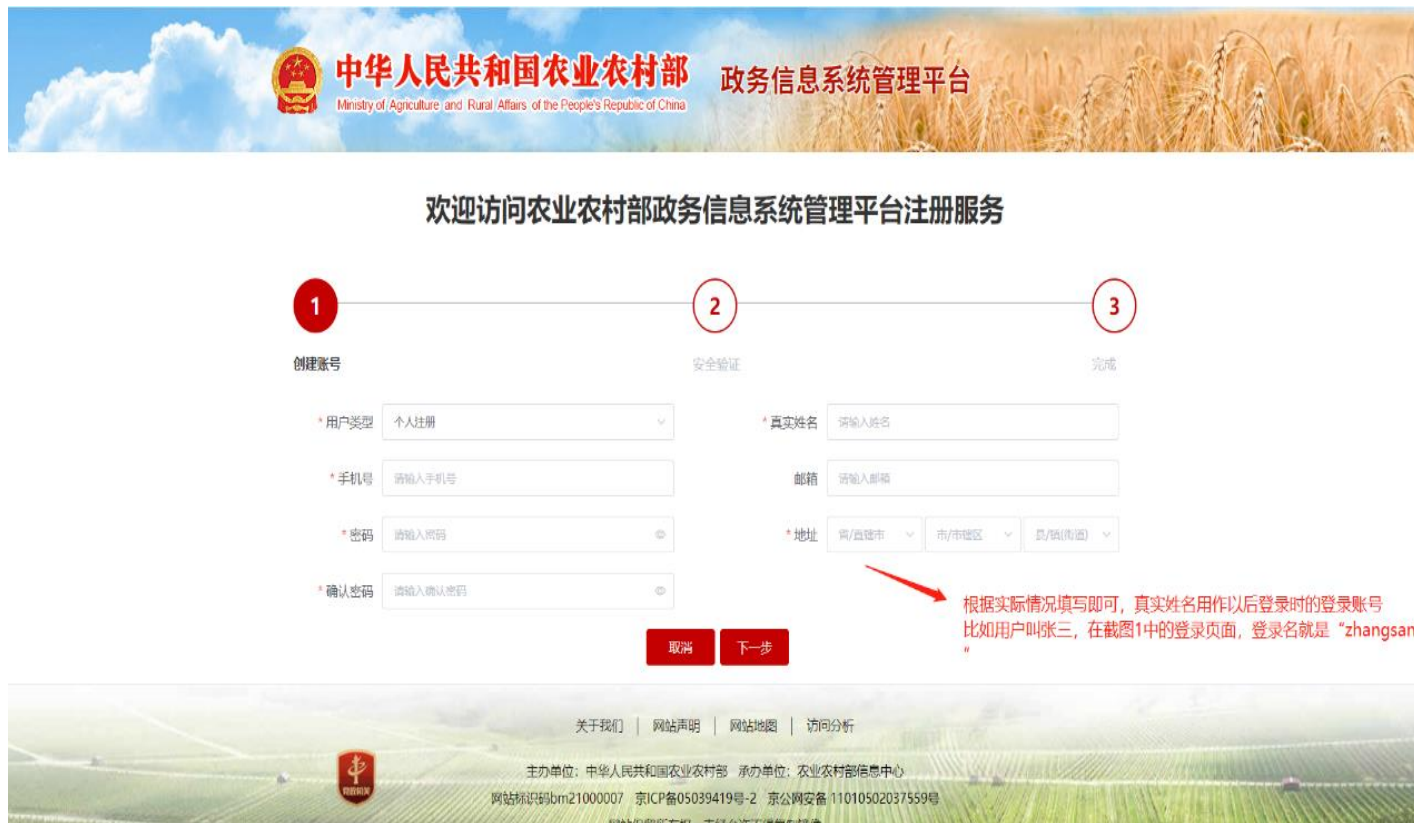 中华人民共和国农业农村部 政务信息系统管理平台
Ministry of Agriculture and Rural Affairs of the People's Republic of China
欢迎访问农业农村部政务信息系统管理平台注册服务
1 2 3
创建账号 安全验证 完成
* 用户类型 个人注册 * 真实姓名 请输入姓名
* 手机号 请输入手机号 邮箱 请输入邮箱
* 密码 请输入密码 * 地址 省/直辖市 市/市辖区 县/镇(街道)
* 确认密码 请输入确认密码
根据实际情况填写即可，真实姓名用作以后登录时的登录账号
比如用户叫张三，在截图1中的登录页面，登录名就是“zhangsan
”
取消 下一步
关于我们 | 网站声明 | 网站地图 | 访问分析
党政机关
主办单位：中华人民共和国农业农村部 承办单位：农业农村部信息中心
网站标识码bm21000007 京ICP备05039419号-2 京公网安备 11010502037559号